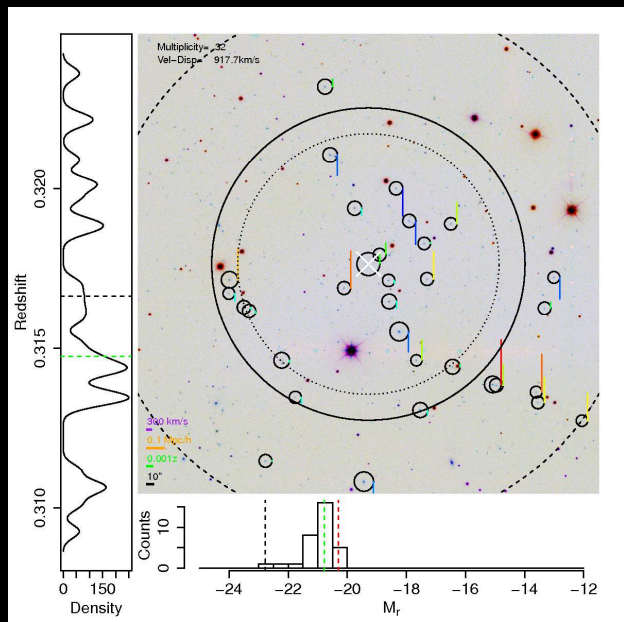 Multiplicity= 32
Vel-Disp= 917.7km/s
Redshift
0.320
0.315
0.310
300 km/s
0.1 Mpc/h
0.001z
10"
0 150
Density
Counts
0 10
−24 −22 −20 −18 −16 −14 −12
Mr